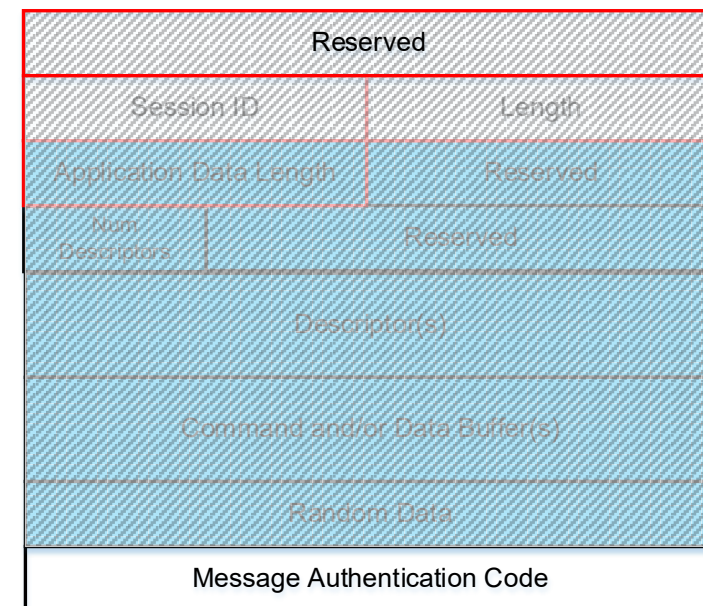 Reserved
Session ID Length
Application Data Length Reserved
Num
Descriptors Reserved
Descriptor(s)
Command and/or Data Buffer(s)
Random Data
Message Authentication Code